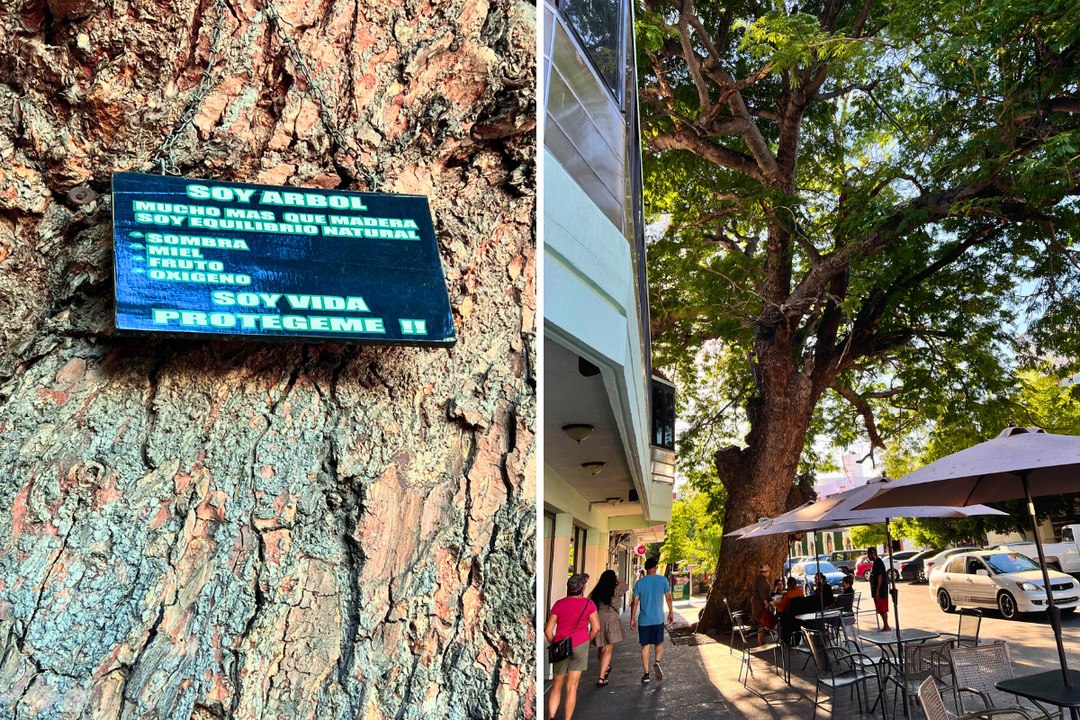 SOY ARBOL
MUCHO MAS QUE MADERA
SOY EQUILIBRIO NATURAL
- SOMBRA
- MIEL
- FRUTO
- OXIGENO
SOY VIDA
PROTEGEME !!